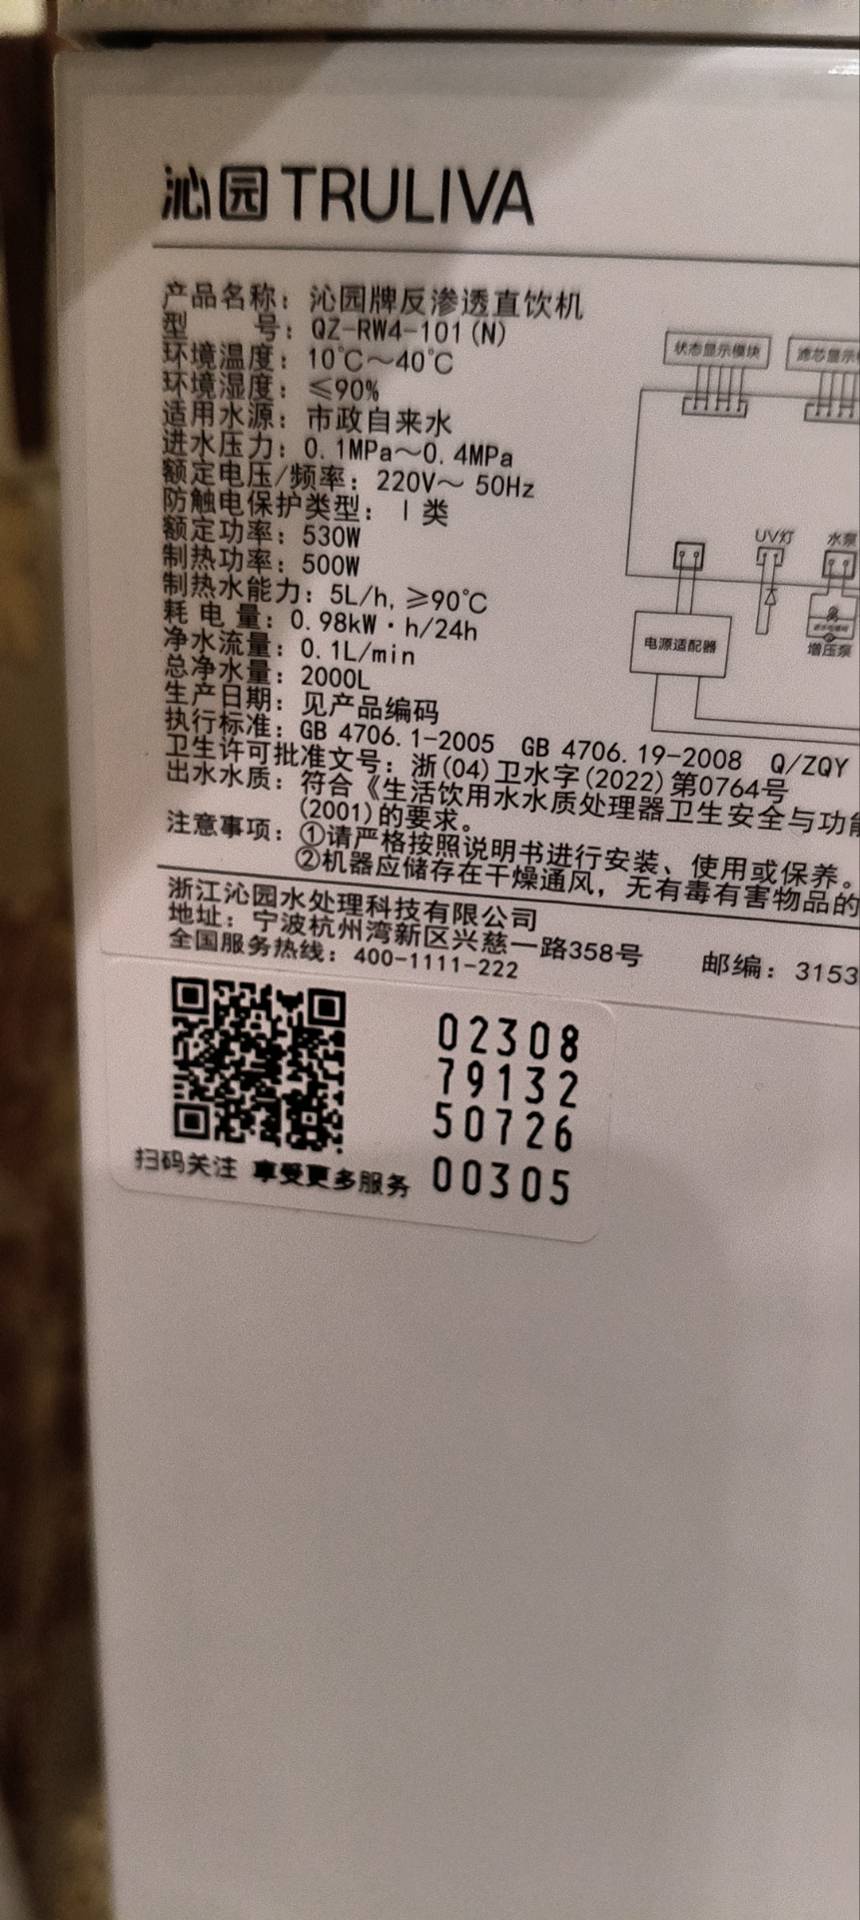 沁园 TRULIVA
产品名称：沁园牌反渗透直饮机
型 号：QZ-RW4-101(N)
环境温度：10℃～40℃
环境湿度：≤90%
适用水源：市政自来水
进水压力：0.1MPa～0.4MPa
额定电压/频率：220V～ 50Hz
防触电保护类型：Ⅰ类
额定功率：530W
制热功率：500W
制热水能力：5L/h,≥90℃
耗 电 量：0.98kW·h/24h
净水流量：0.1L/min
总净水量：2000L
生产日期：见产品编码
执行标准：GB 4706.1-2005 GB 4706.19-2008 Q/ZQY
卫生许可批准文号：浙(04)卫水字(2022)第0764号
出水水质：符合《生活饮用水水质处理器卫生安全与功能
(2001)的要求。
注意事项：①请严格按照说明书进行安装、使用或保养。
②机器应储存在干燥通风，无有毒有害物品的
浙江沁园水处理科技有限公司
地址：宁波杭州湾新区兴慈一路358号 邮编：3153
全国服务热线：400-1111-222
状态显示模块
滤芯显示
UV灯
水泵
电源适配器
增压泵
02308
79132
50726
00305
扫码关注 享受更多服务